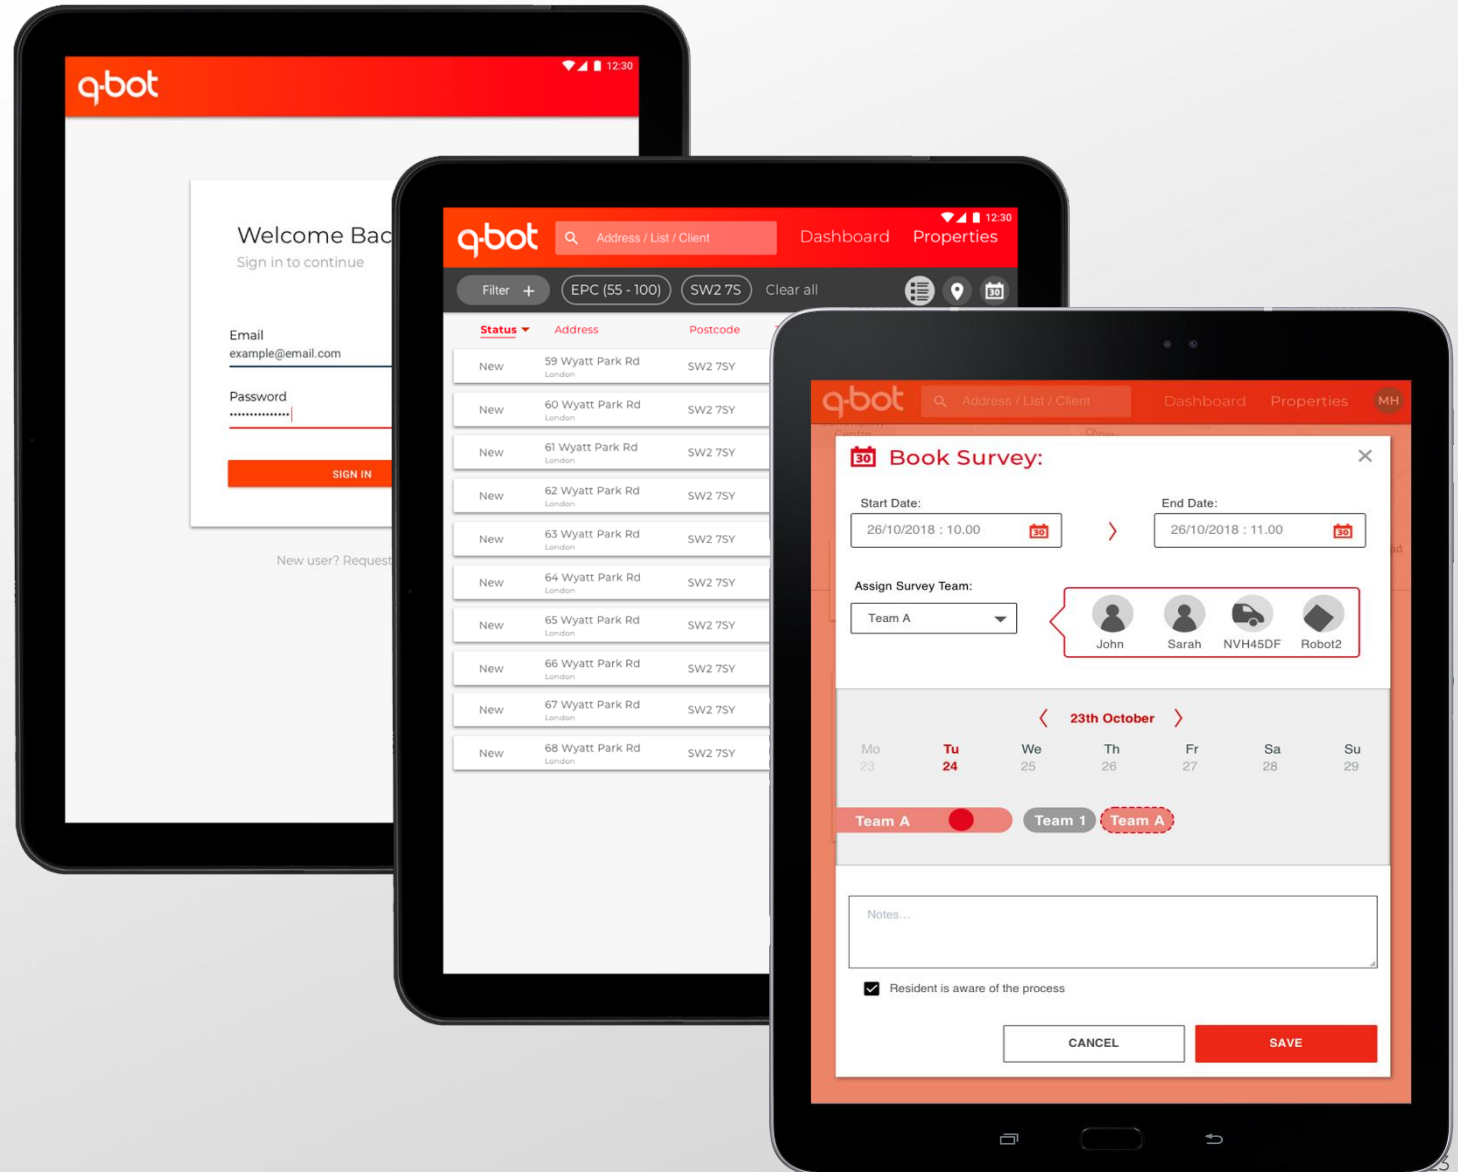 q-bot
12:30
Welcome Bac
Sign in to continue
Email
example@email.com
Password
SIGN IN
New user? Request
q-bot
Address / List / Client
12:30
Dashboard Properties
Filter +
EPC (55 - 100)
SW2 7S
Clear all
30
Status Address Postcode
New 59 Wyatt Park Rd SW2 7SY
London
New 60 Wyatt Park Rd SW2 7SY
London
New 61 Wyatt Park Rd SW2 7SY
London
New 62 Wyatt Park Rd SW2 7SY
London
New 63 Wyatt Park Rd SW2 7SY
London
New 64 Wyatt Park Rd SW2 7SY
London
New 65 Wyatt Park Rd SW2 7SY
London
New 66 Wyatt Park Rd SW2 7SY
London
New 67 Wyatt Park Rd SW2 7SY
London
New 68 Wyatt Park Rd SW2 7SY
London
q-bot
Address / List / Client
Dashboard Properties MH
Centre
30 Book Survey: ×
Start Date: End Date:
26/10/2018 : 10.00 30 26/10/2018 : 11.00 30
Assign Survey Team:
Team A
John Sarah NVH45DF Robot2
23th October
Mo Tu We Th Fr Sa Su
23 24 25 26 27 28 29
Team A Team 1 Team A
Notes...
Resident is aware of the process
CANCEL SAVE
23